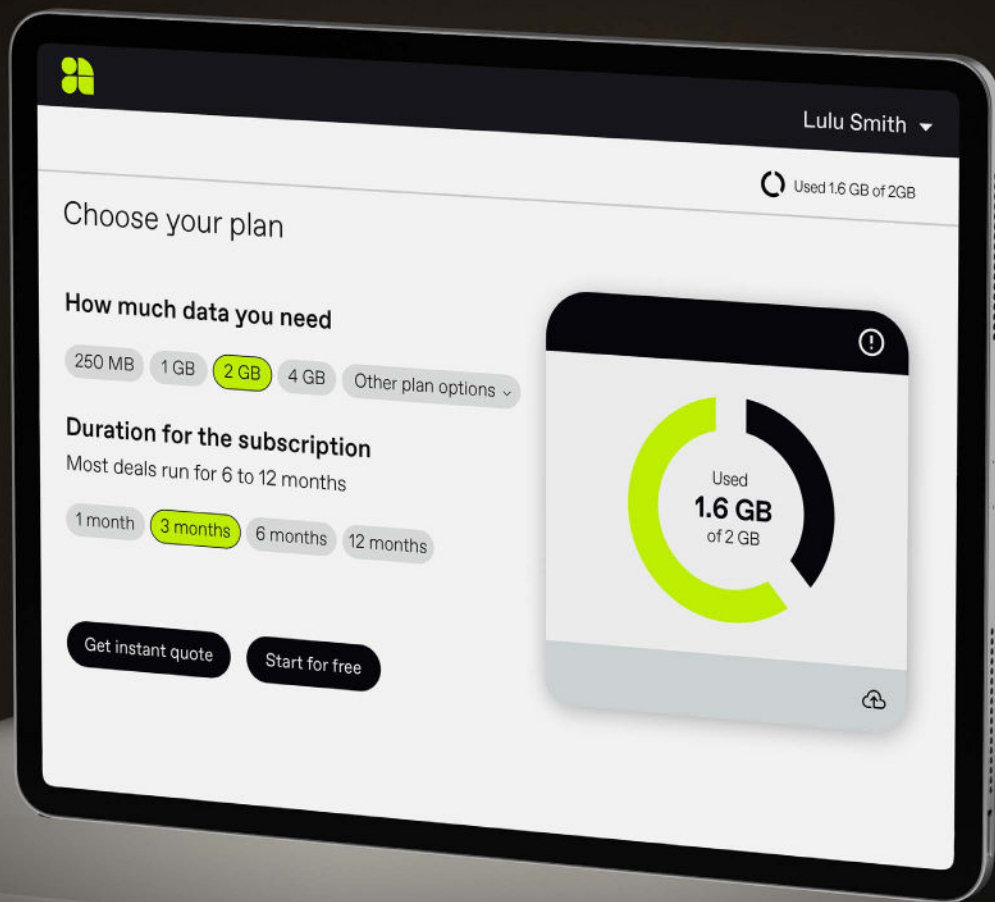 Lulu Smith
Used 1.6 GB of 2GB
Choose your plan
How much data you need
250 MB 1 GB 2 GB 4 GB Other plan options
Duration for the subscription
Most deals run for 6 to 12 months
1 month 3 months 6 months 12 months
Get instant quote Start for free
Used
1.6 GB
of 2 GB